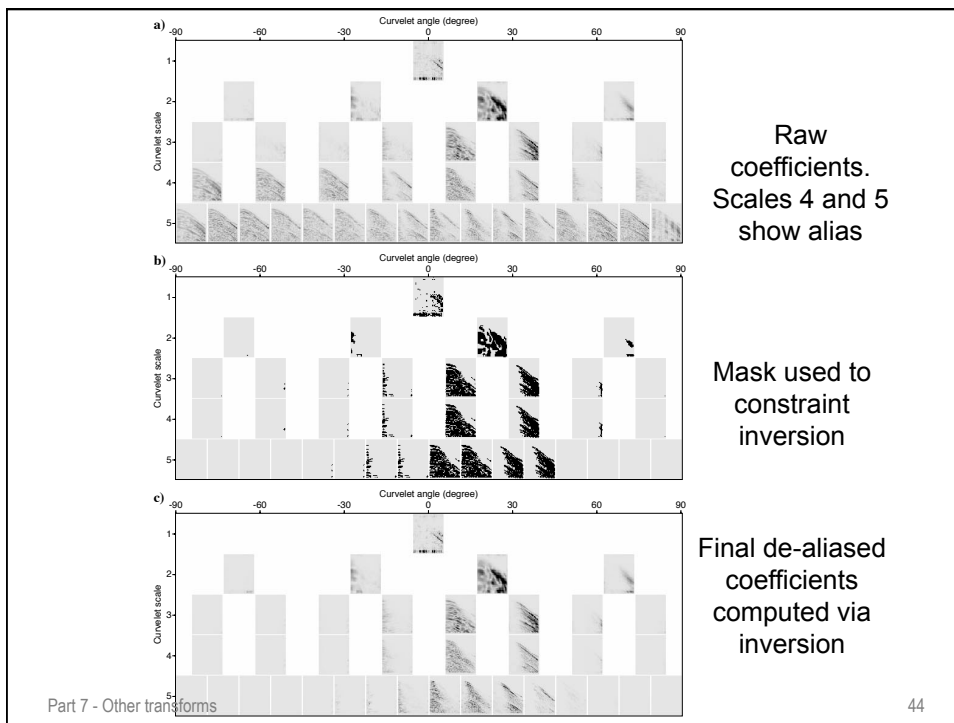 Curvelet angle (degree)
a)
-90 -60 -30 0 30 60 90
1
2
3
4
5
Curvelet scale
Raw
coefficients.
Scales 4 and 5
show alias
Curvelet angle (degree)
b)
-90 -60 -30 0 30 60 90
1
2
3
4
5
Curvelet scale
Mask used to
constraint
inversion
Curvelet angle (degree)
c)
-90 -60 -30 0 30 60 90
1
2
3
4
5
Curvelet scale
Final de-aliased
coefficients
computed via
inversion
Part 7 - Other transforms
44